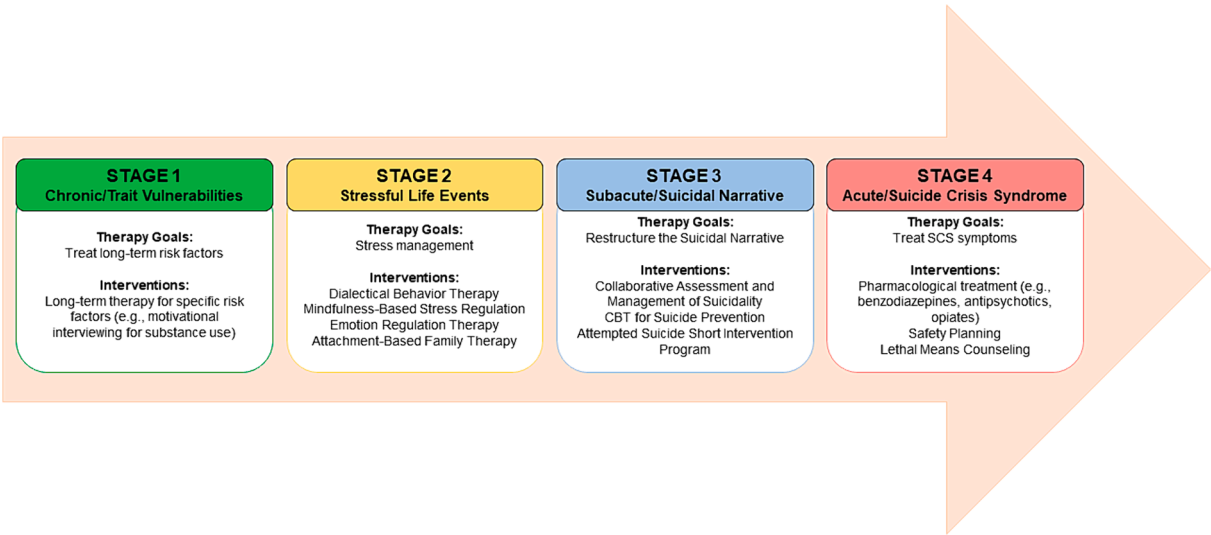 STAGE 1
Chronic/Trait Vulnerabilities
Therapy Goals:
Treat long-term risk factors
Interventions:
Long-term therapy for specific risk
factors (e.g., motivational
interviewing for substance use)
STAGE 2
Stressful Life Events
Therapy Goals:
Stress management
Interventions:
Dialectical Behavior Therapy
Mindfulness-Based Stress Regulation
Emotion Regulation Therapy
Attachment-Based Family Therapy
STAGE 3
Subacute/Suicidal Narrative
Therapy Goals:
Restructure the Suicidal Narrative
Interventions:
Collaborative Assessment and
Management of Suicidality
CBT for Suicide Prevention
Attempted Suicide Short Intervention
Program
STAGE 4
Acute/Suicide Crisis Syndrome
Therapy Goals:
Treat SCS symptoms
Interventions:
Pharmacological treatment (e.g.,
benzodiazepines, antipsychotics,
opiates)
Safety Planning
Lethal Means Counseling